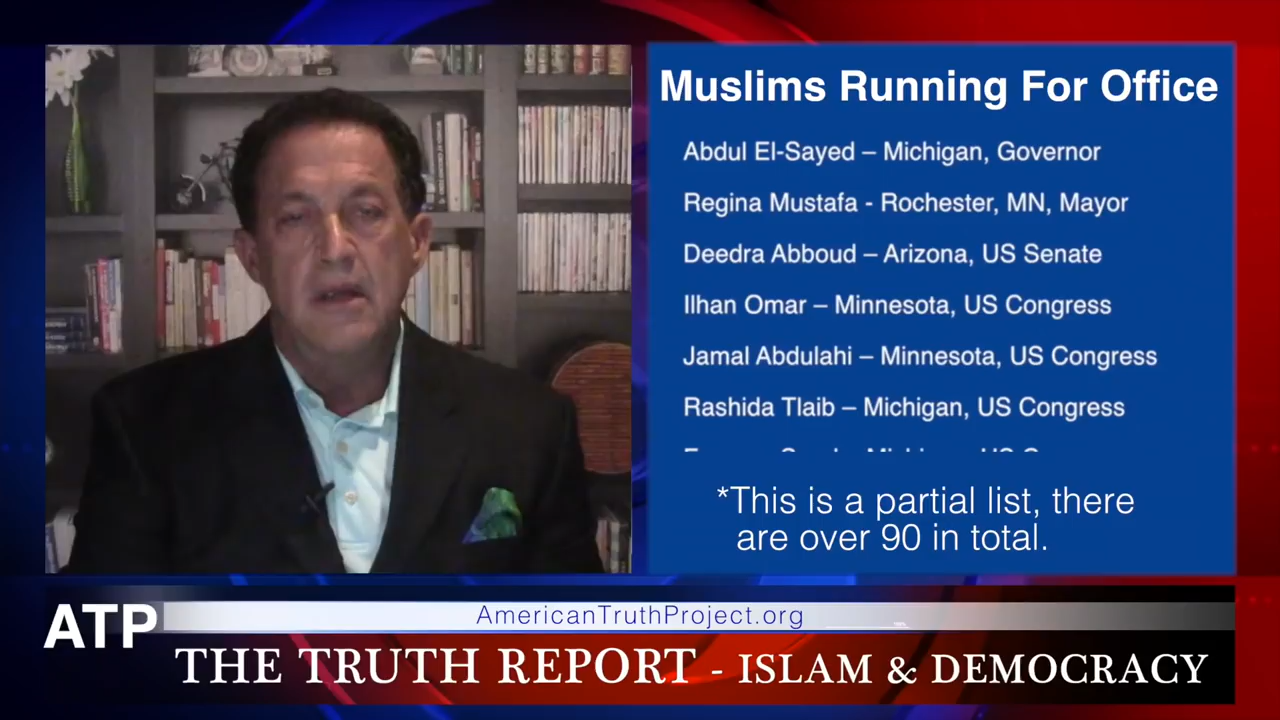 Muslims Running For Office
Abdul El-Sayed – Michigan, Governor
Regina Mustafa - Rochester, MN, Mayor
Deedra Abboud – Arizona, US Senate
Ilhan Omar – Minnesota, US Congress
Jamal Abdulahi – Minnesota, US Congress
Rashida Tlaib – Michigan, US Congress
*This is a partial list, there
are over 90 in total.
ATP
AmericanTruthProject.org
THE TRUTH REPORT - ISLAM & DEMOCRACY